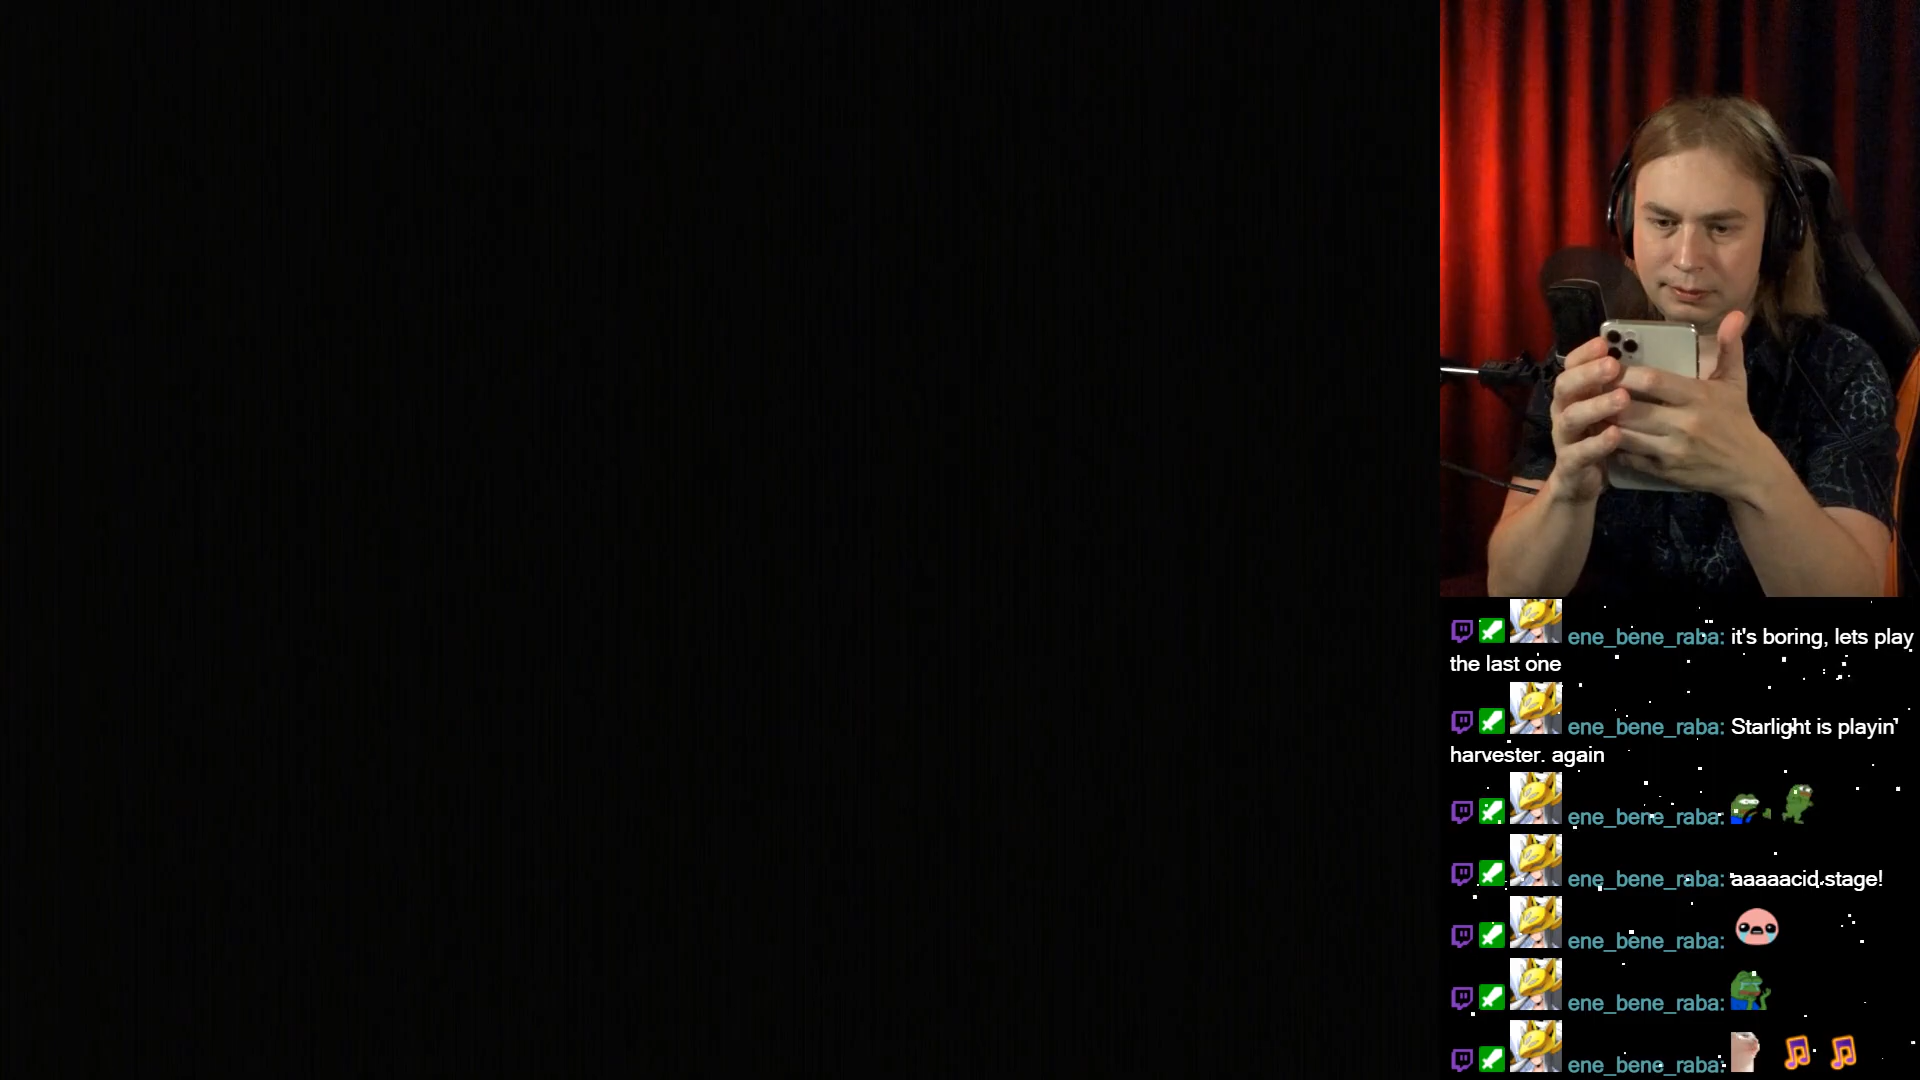 ene_bene_raba: it's boring, lets play
the last one
ene_bene_raba: Starlight is playin'
harvester. again
ene_bene_raba:
ene_bene_raba: aaaaacid stage!
ene_bene_raba:
ene_bene_raba:
ene_bene_raba: